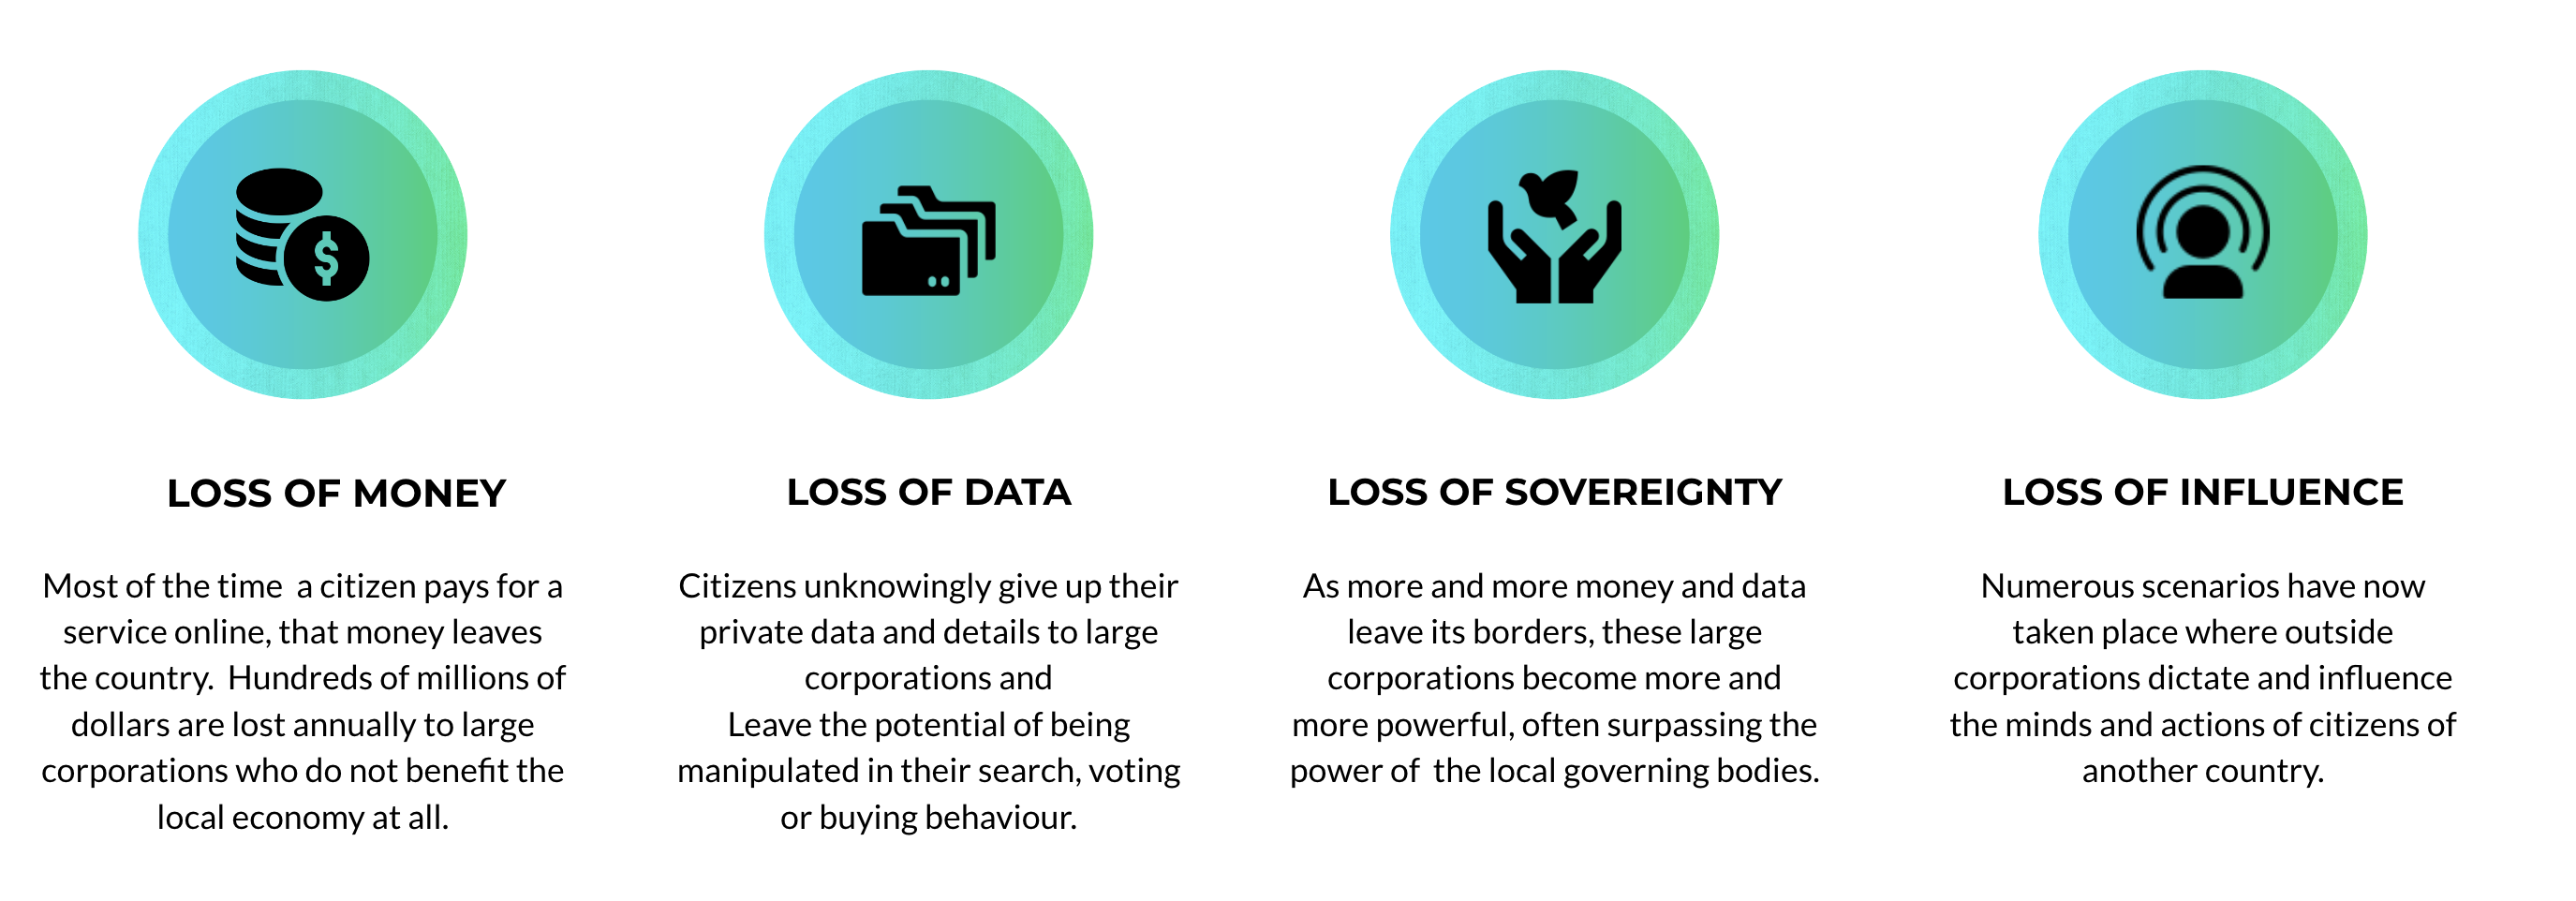 LOSS OF MONEY
Most of the time  a citizen pays for a
service online, that money leaves
the country.  Hundreds of millions of
dollars are lost annually to large
corporations who do not benefit the
local economy at all.
LOSS OF DATA
Citizens unknowingly give up their
private data and details to large
corporations and
Leave the potential of being
manipulated in their search, voting
or buying behaviour.
LOSS OF SOVEREIGNTY
As more and more money and data
leave its borders, these large
corporations become more and
more powerful, often surpassing the
power of  the local governing bodies.
LOSS OF INFLUENCE
Numerous scenarios have now
taken place where outside
corporations dictate and influence
the minds and actions of citizens of
another country.